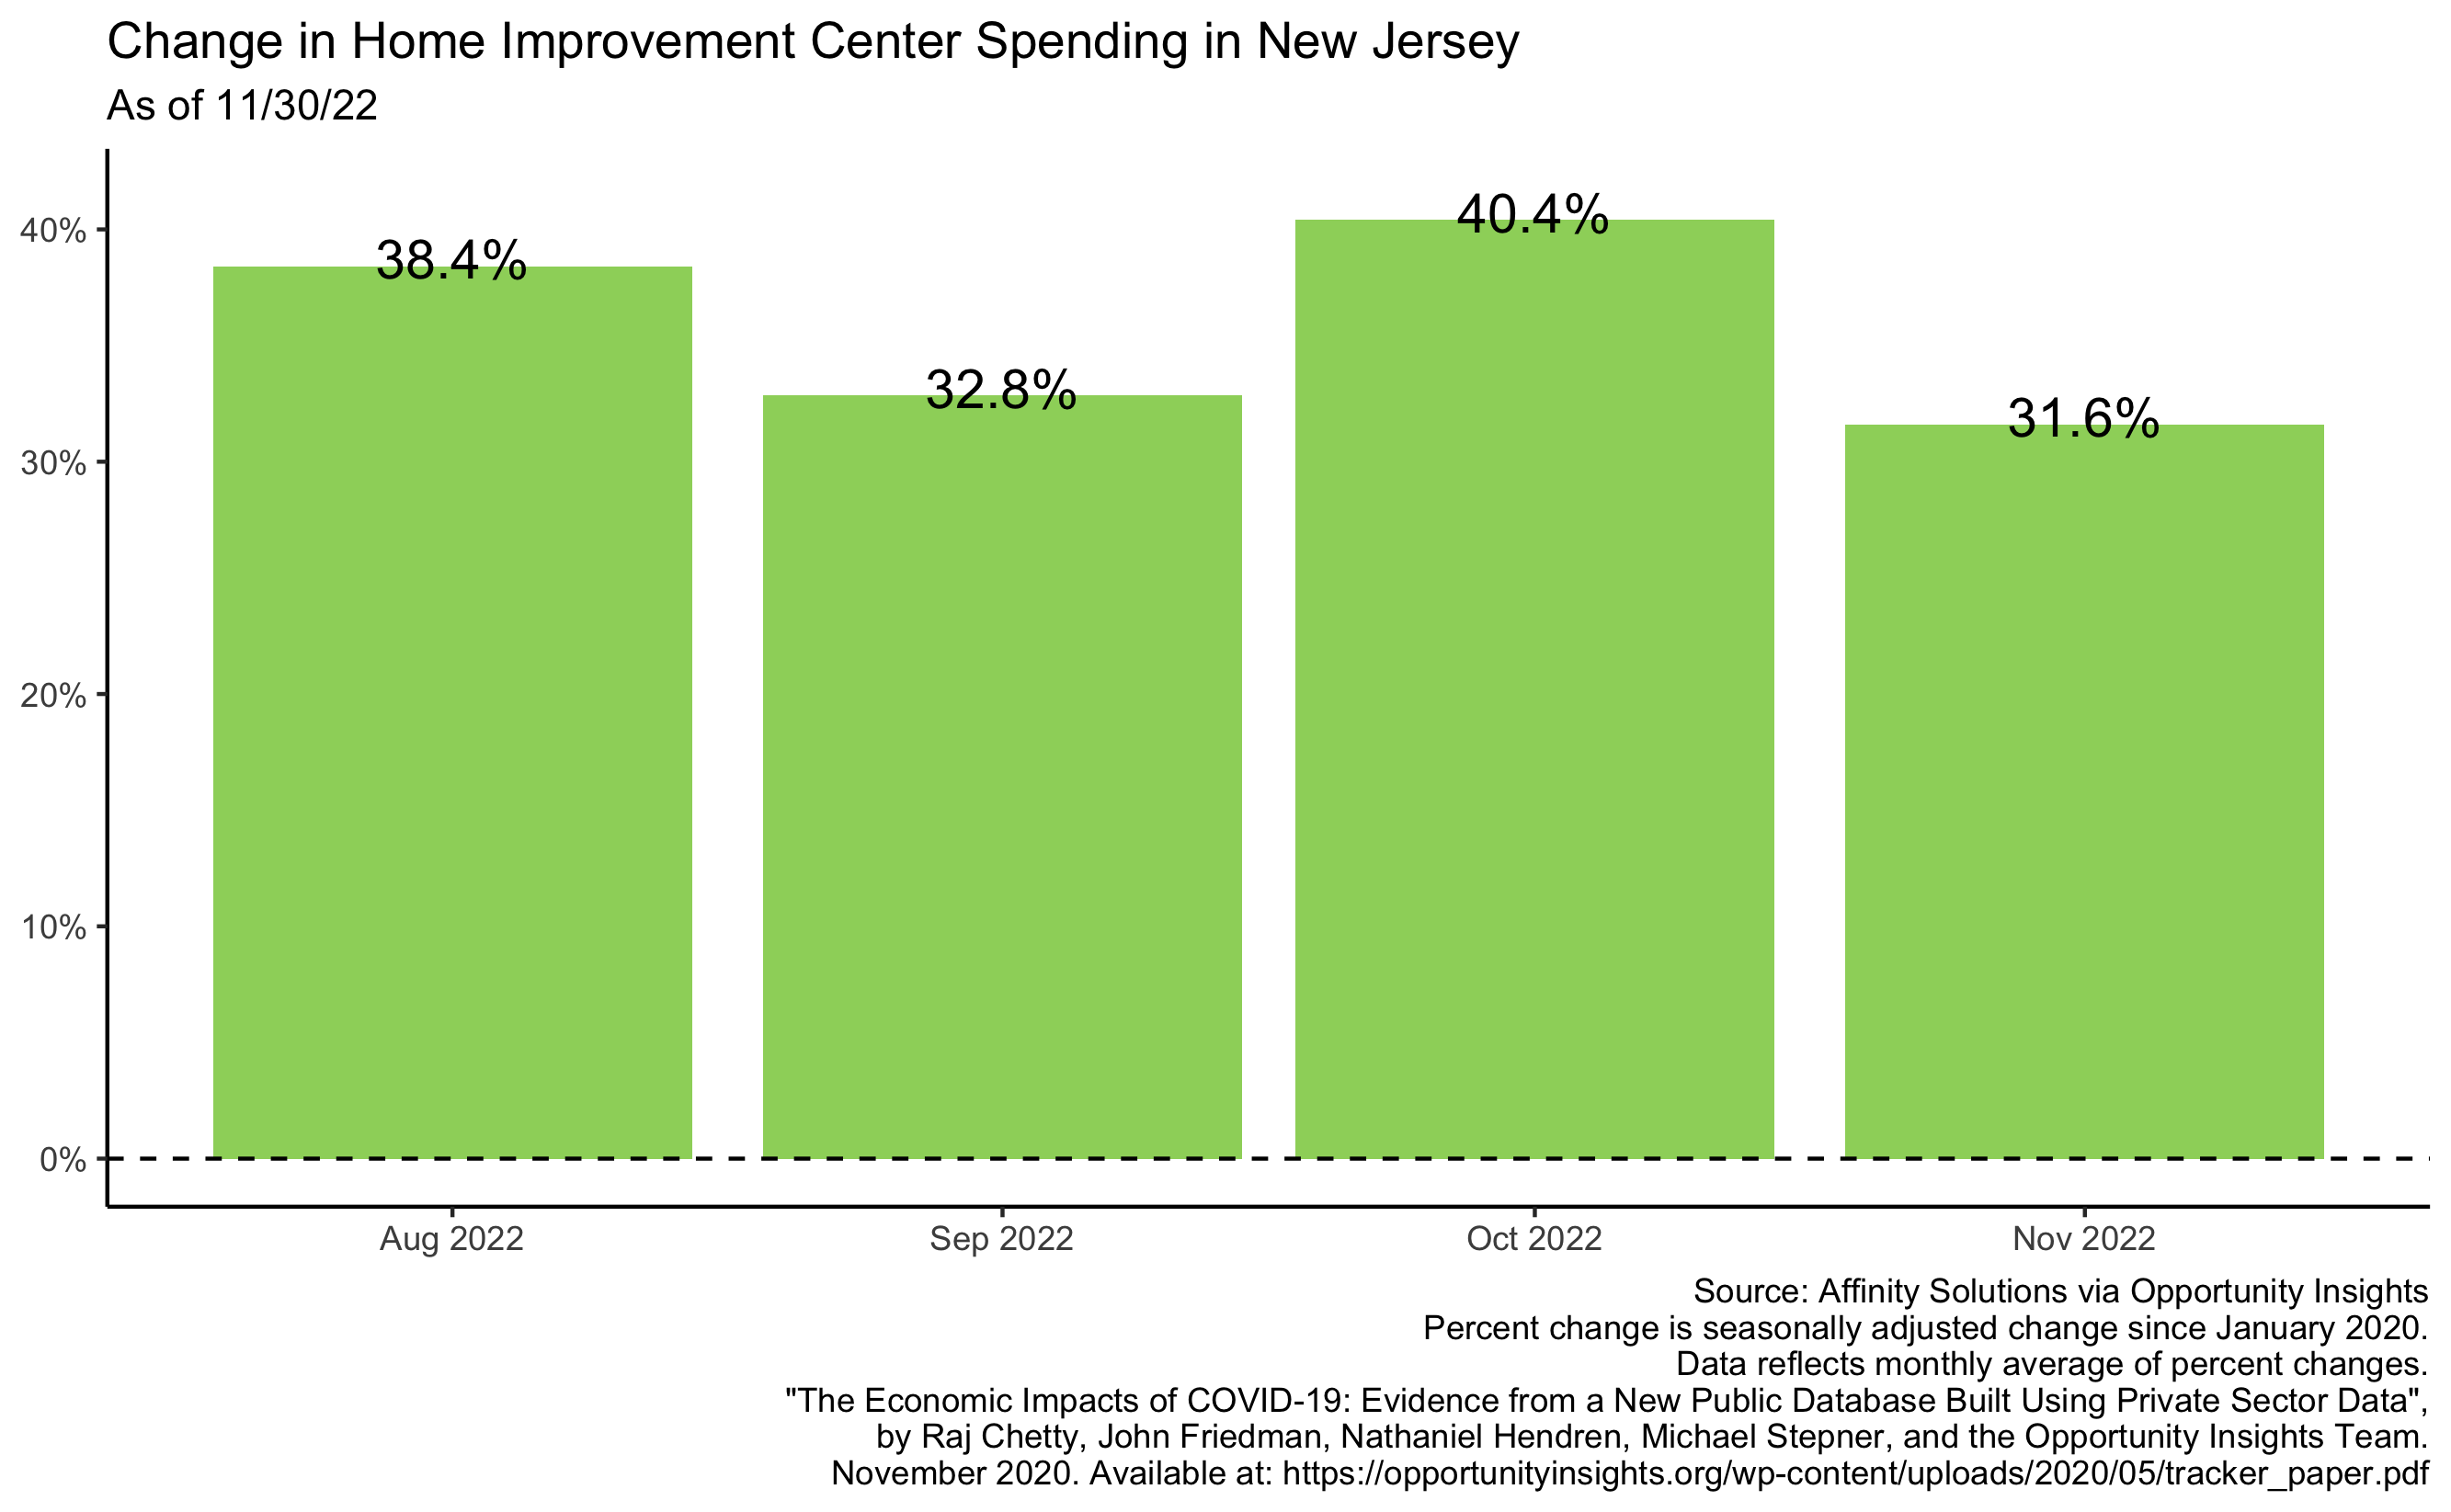 Change in Home Improvement Center Spending in New Jersey
As of 11/30/22
40%
30%
20%
10%
0%
38.4%
32.8%
40.4%
31.6%
Aug 2022
Sep 2022
Oct 2022
Nov 2022
Source: Affinity Solutions via Opportunity Insights
Percent change is seasonally adjusted change since January 2020.
Data reflects monthly average of percent changes.
"The Economic Impacts of COVID-19: Evidence from a New Public Database Built Using Private Sector Data",
by Raj Chetty, John Friedman, Nathaniel Hendren, Michael Stepner, and the Opportunity Insights Team.
November 2020. Available at: https://opportunityinsights.org/wp-content/uploads/2020/05/tracker_paper.pdf